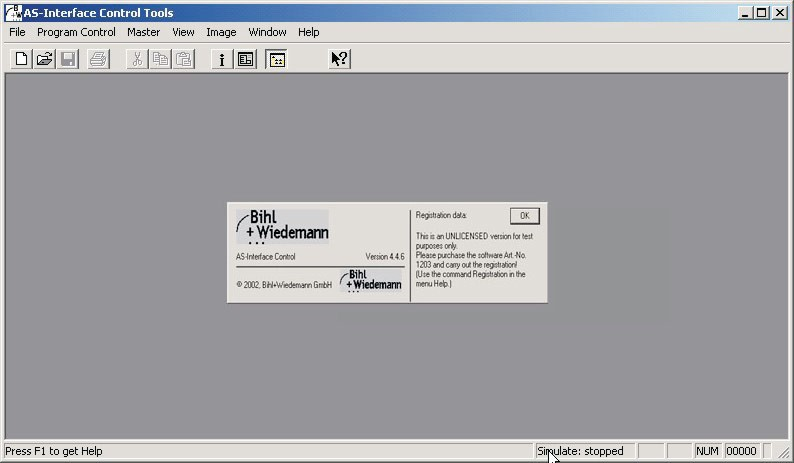 AS-Interface Control Tools
File Program Control Master View Image Window Help
Bihl
+ Wiedemann
AS-Interface Control Version 4.4.6
© 2002, Bihl+Wiedemann GmbH
Bihl
+ Wiedemann
Registration data.
OK
This is an UNLICENSED version for test
purposes only.
Please purchase the software Art.-No.
1203 and carry out the registration!
(Use the command Registration in the
menu Help.)
Press F1 to get Help
Simulate: stopped
NUM
00000